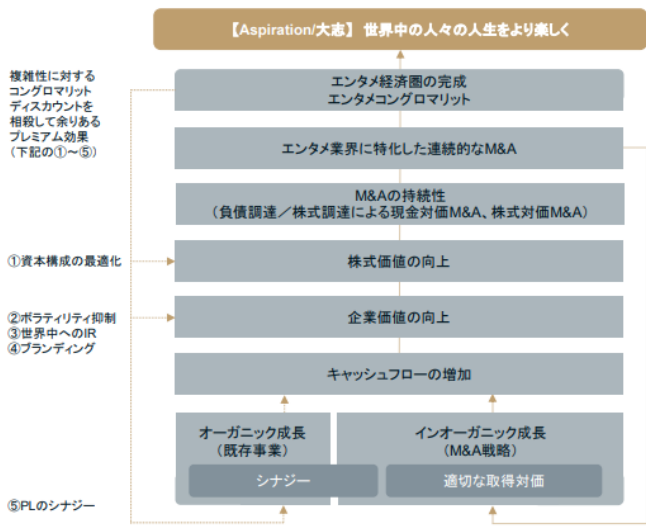 【Aspiration/大志】 世界中の人々の人生をより楽しく
複雑性に対する
コングロマリット
ディスカウントを
相殺して余りある
プレミアム効果
（下記の①～⑤）
エンタメ経済圏の完成
エンタメコングロマリット
エンタメ業界に特化した連続的なM&A
M&Aの持続性
（負債調達／株式調達による現金対価M&A、株式対価M&A）
①資本構成の最適化
株式価値の向上
②ボラティリティ抑制
③世界中へのIR
④ブランディング
企業価値の向上
キャッシュフローの増加
オーガニック成長
（既存事業）
インオーガニック成長
（M&A戦略）
シナジー
適切な取得対価
⑤PLのシナジー